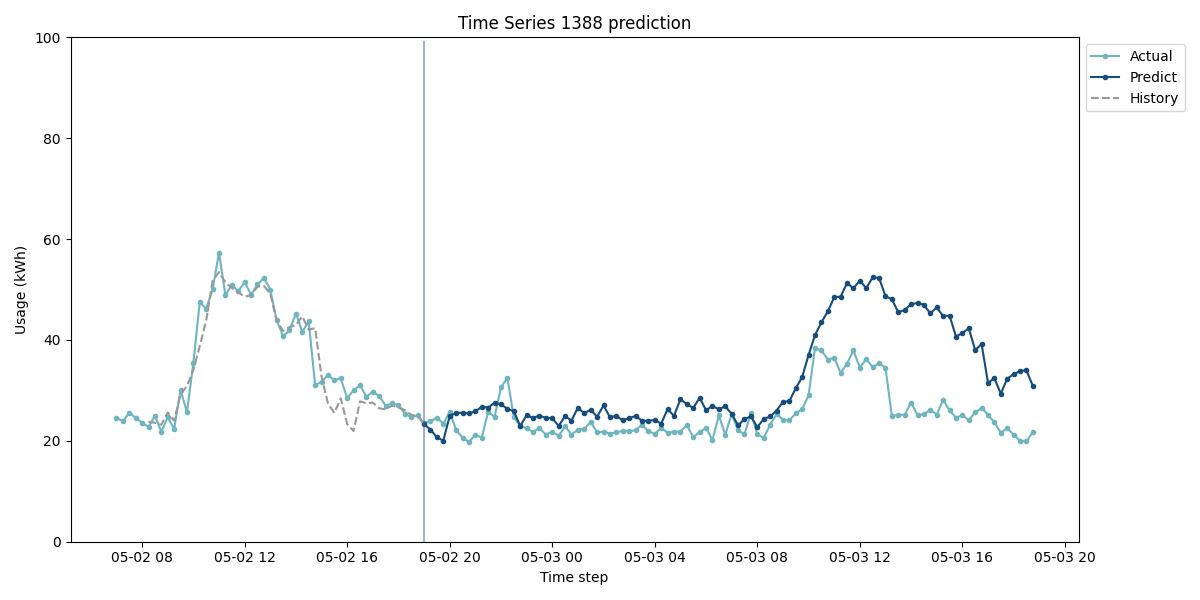 Time Series 1388 prediction
100
80
60
40
20
0
Usage (kWh)
05-02 08
05-02 12
05-02 16
05-02 20
05-03 00
05-03 04
05-03 08
05-03 12
05-03 16
05-03 20
Time step
Actual
Predict
History